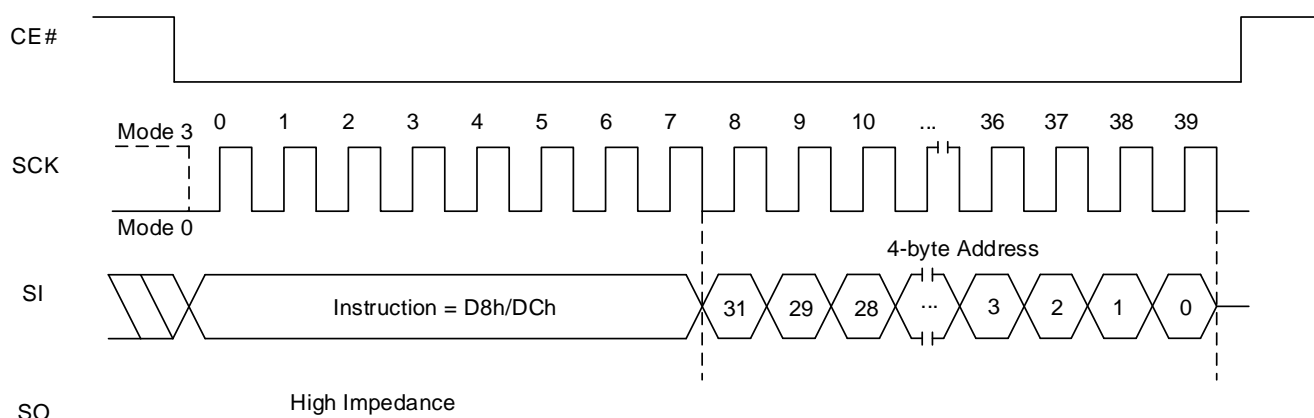 CE#
Mode 3
0 1 2 3 4 5 6 7 8 9 10 ... 36 37 38 39
SCK
Mode 0
4-byte Address
SI
Instruction = D8h/DCh
31 29 28 ... 3 2 1 0
High Impedance
SO